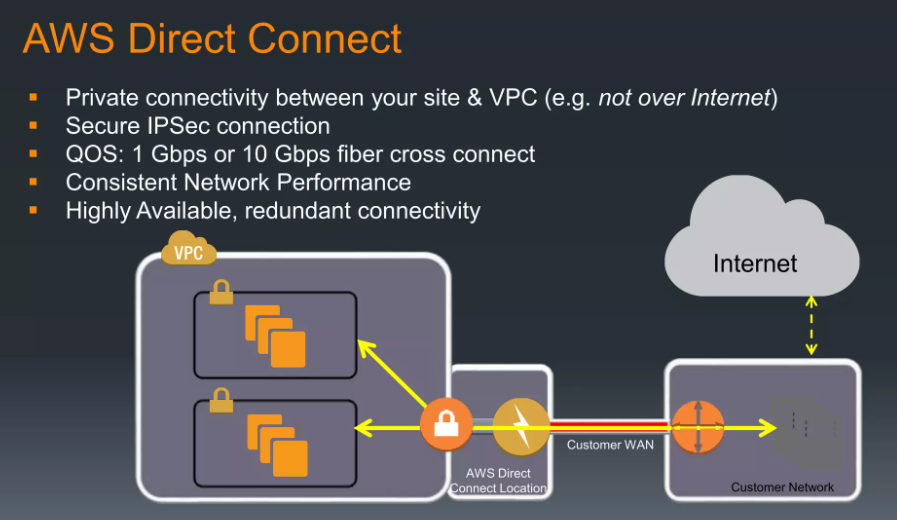 AWS Direct Connect
▪ Private connectivity between your site & VPC (e.g. not over Internet)
▪ Secure IPSec connection
▪ QOS: 1 Gbps or 10 Gbps fiber cross connect
▪ Consistent Network Performance
▪ Highly Available, redundant connectivity
VPC
Internet
Customer WAN
AWS Direct
Connect Location
Customer Network